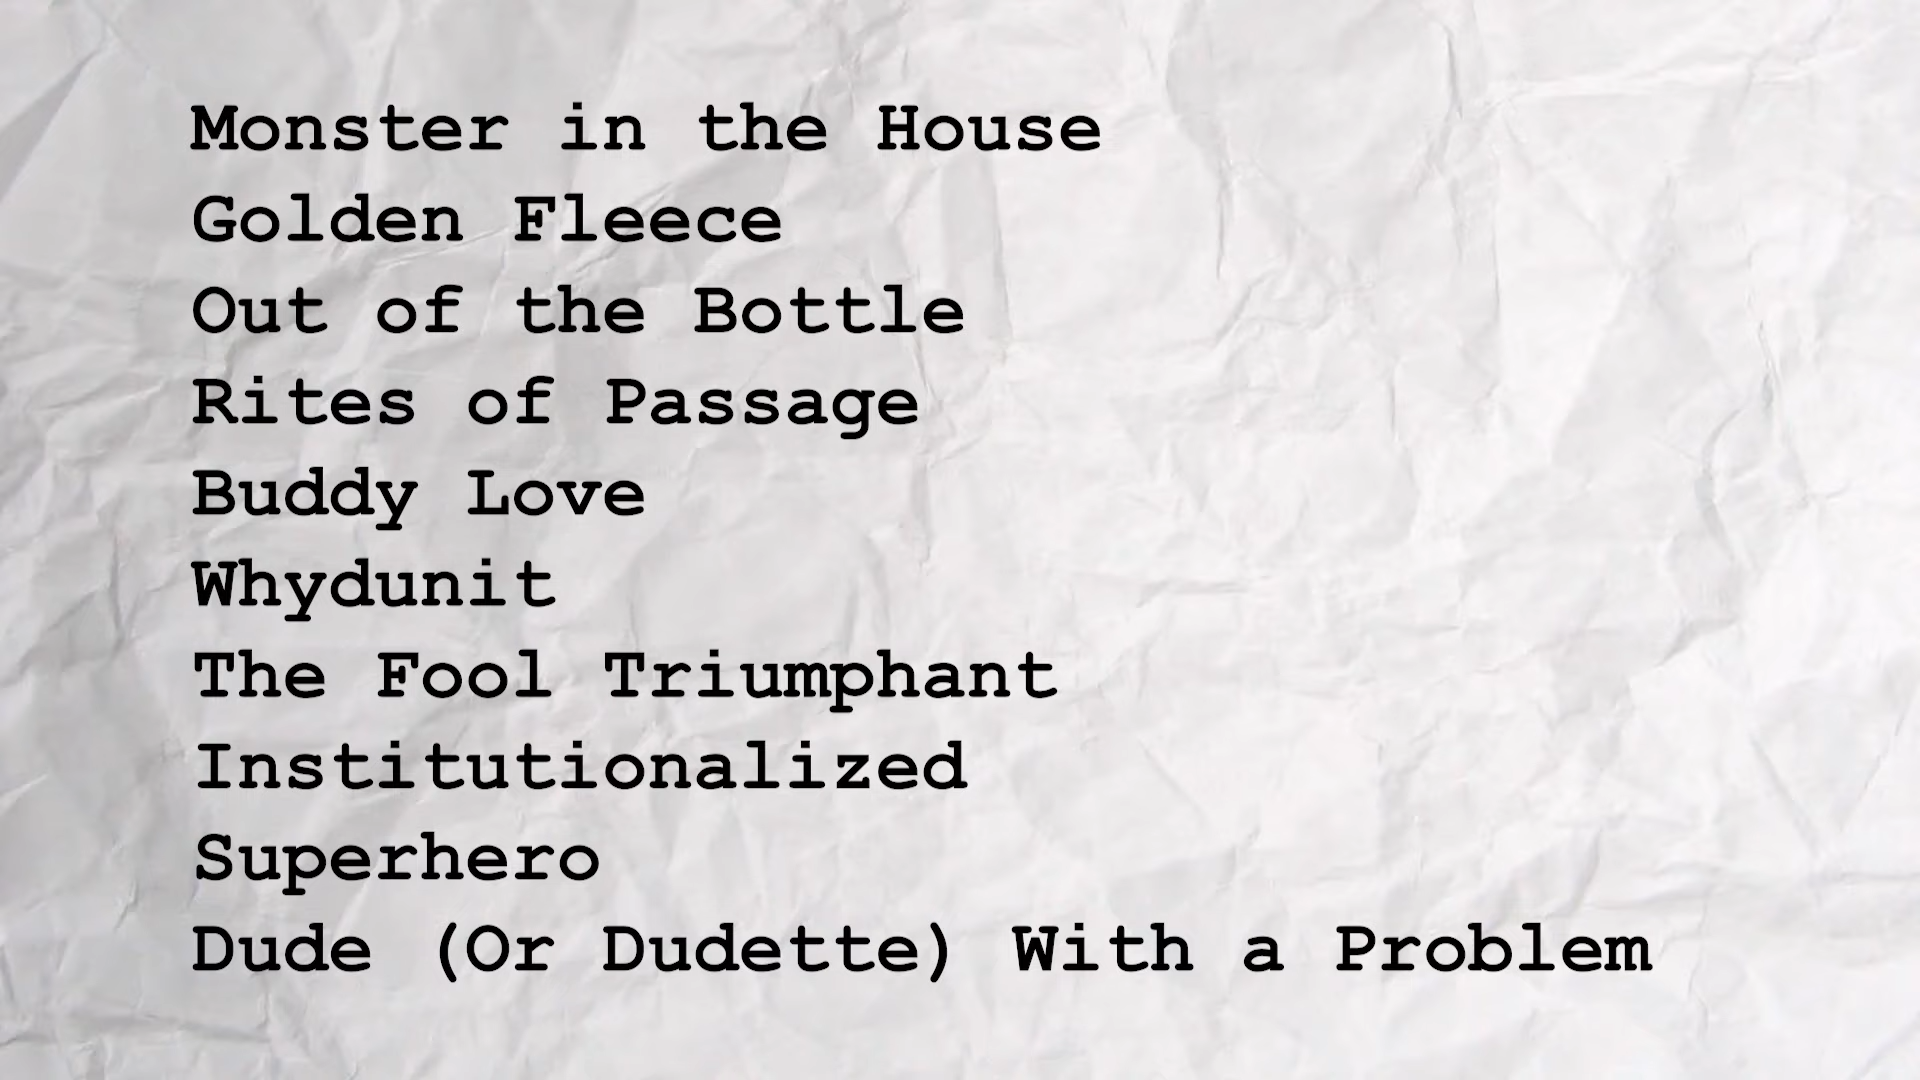 Monster in the House
Golden Fleece
Out of the Bottle
Rites of Passage
Buddy Love
Whydunit
The Fool Triumphant
Institutionalized
Superhero
Dude (Or Dudette) With a Problem